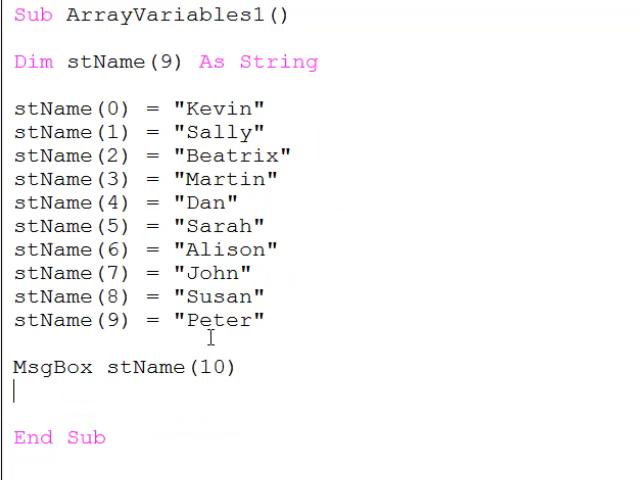 Sub ArrayVariables1()
Dim stName(9) As String
stName(0) = "Kevin"
stName(1) = "Sally"
stName(2) = "Beatrix"
stName(3) = "Martin"
stName(4) = "Dan"
stName(5) = "Sarah"
stName(6) = "Alison"
stName(7) = "John"
stName(8) = "Susan"
stName(9) = "Peter"
MsgBox stName(10)
End Sub